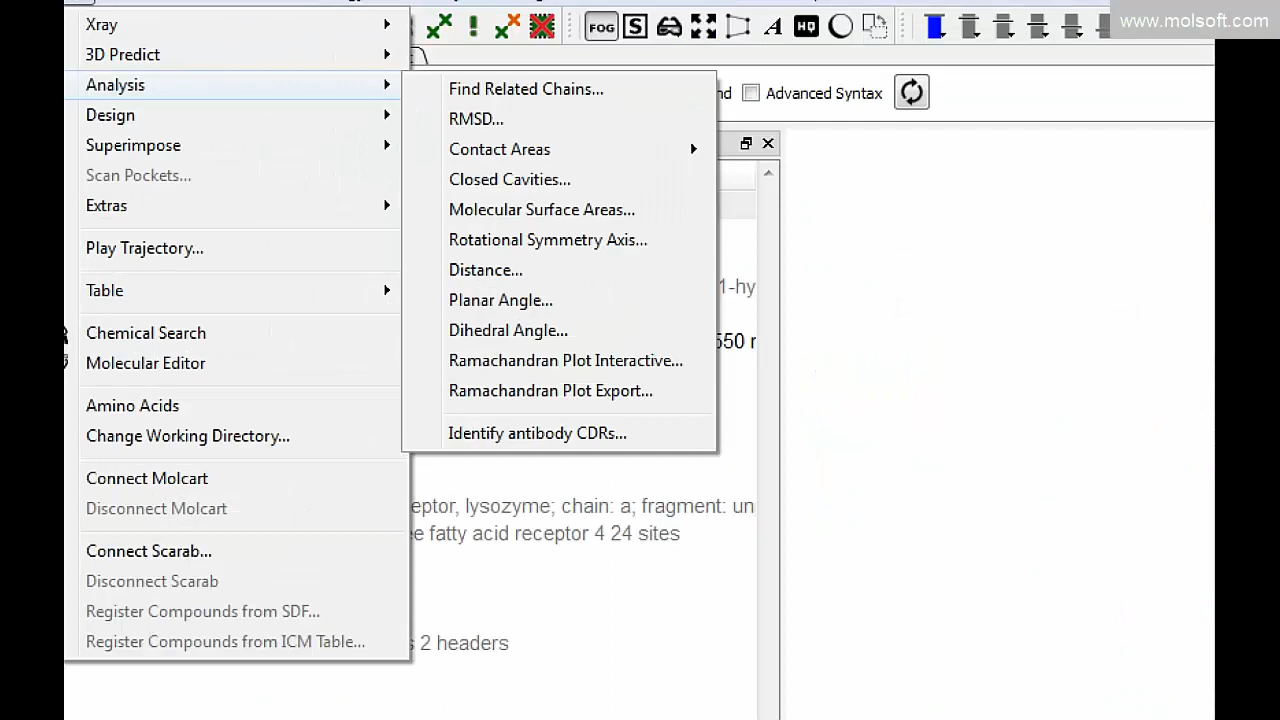 www.molsoft.com
FOG S A HQ
Xray
3D Predict
Analysis
Design
Superimpose
Scan Pockets...
Extras
Play Trajectory...
Table
Chemical Search
Molecular Editor
Amino Acids
Change Working Directory...
Connect Molcart
Disconnect Molcart
Connect Scarab...
Disconnect Scarab
Register Compounds from SDF...
Register Compounds from ICM Table...
Find Related Chains...
RMSD...
Contact Areas
Closed Cavities...
Molecular Surface Areas...
Rotational Symmetry Axis...
Distance...
Planar Angle...
Dihedral Angle...
Ramachandran Plot Interactive...
Ramachandran Plot Export...
Identify antibody CDRs...
Advanced Syntax
1-hy
550 r
eptor, lysozyme; chain: a; fragment: un
e fatty acid receptor 4 24 sites
s 2 headers